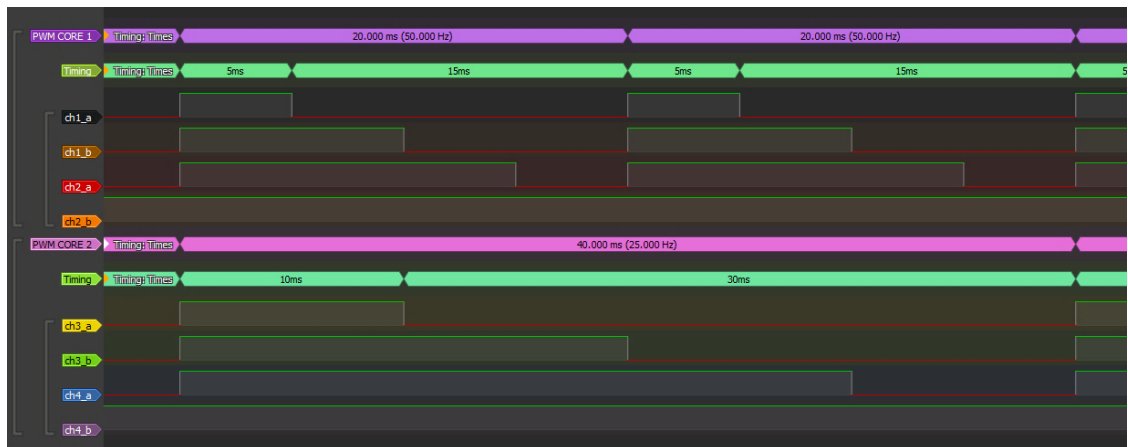 PWM CORE 1 Timing: Times 20.000 ms (50.000 Hz) 20.000 ms (50.000 Hz)
Timing Timing: Times 5ms 15ms 5ms 15ms 5
ch1_a
ch1_b
ch2_a
ch2_b
PWM CORE 2 Timing: Times 40.000 ms (25.000 Hz)
Timing Timing: Times 10ms 30ms
ch3_a
ch3_b
ch4_a
ch4_b